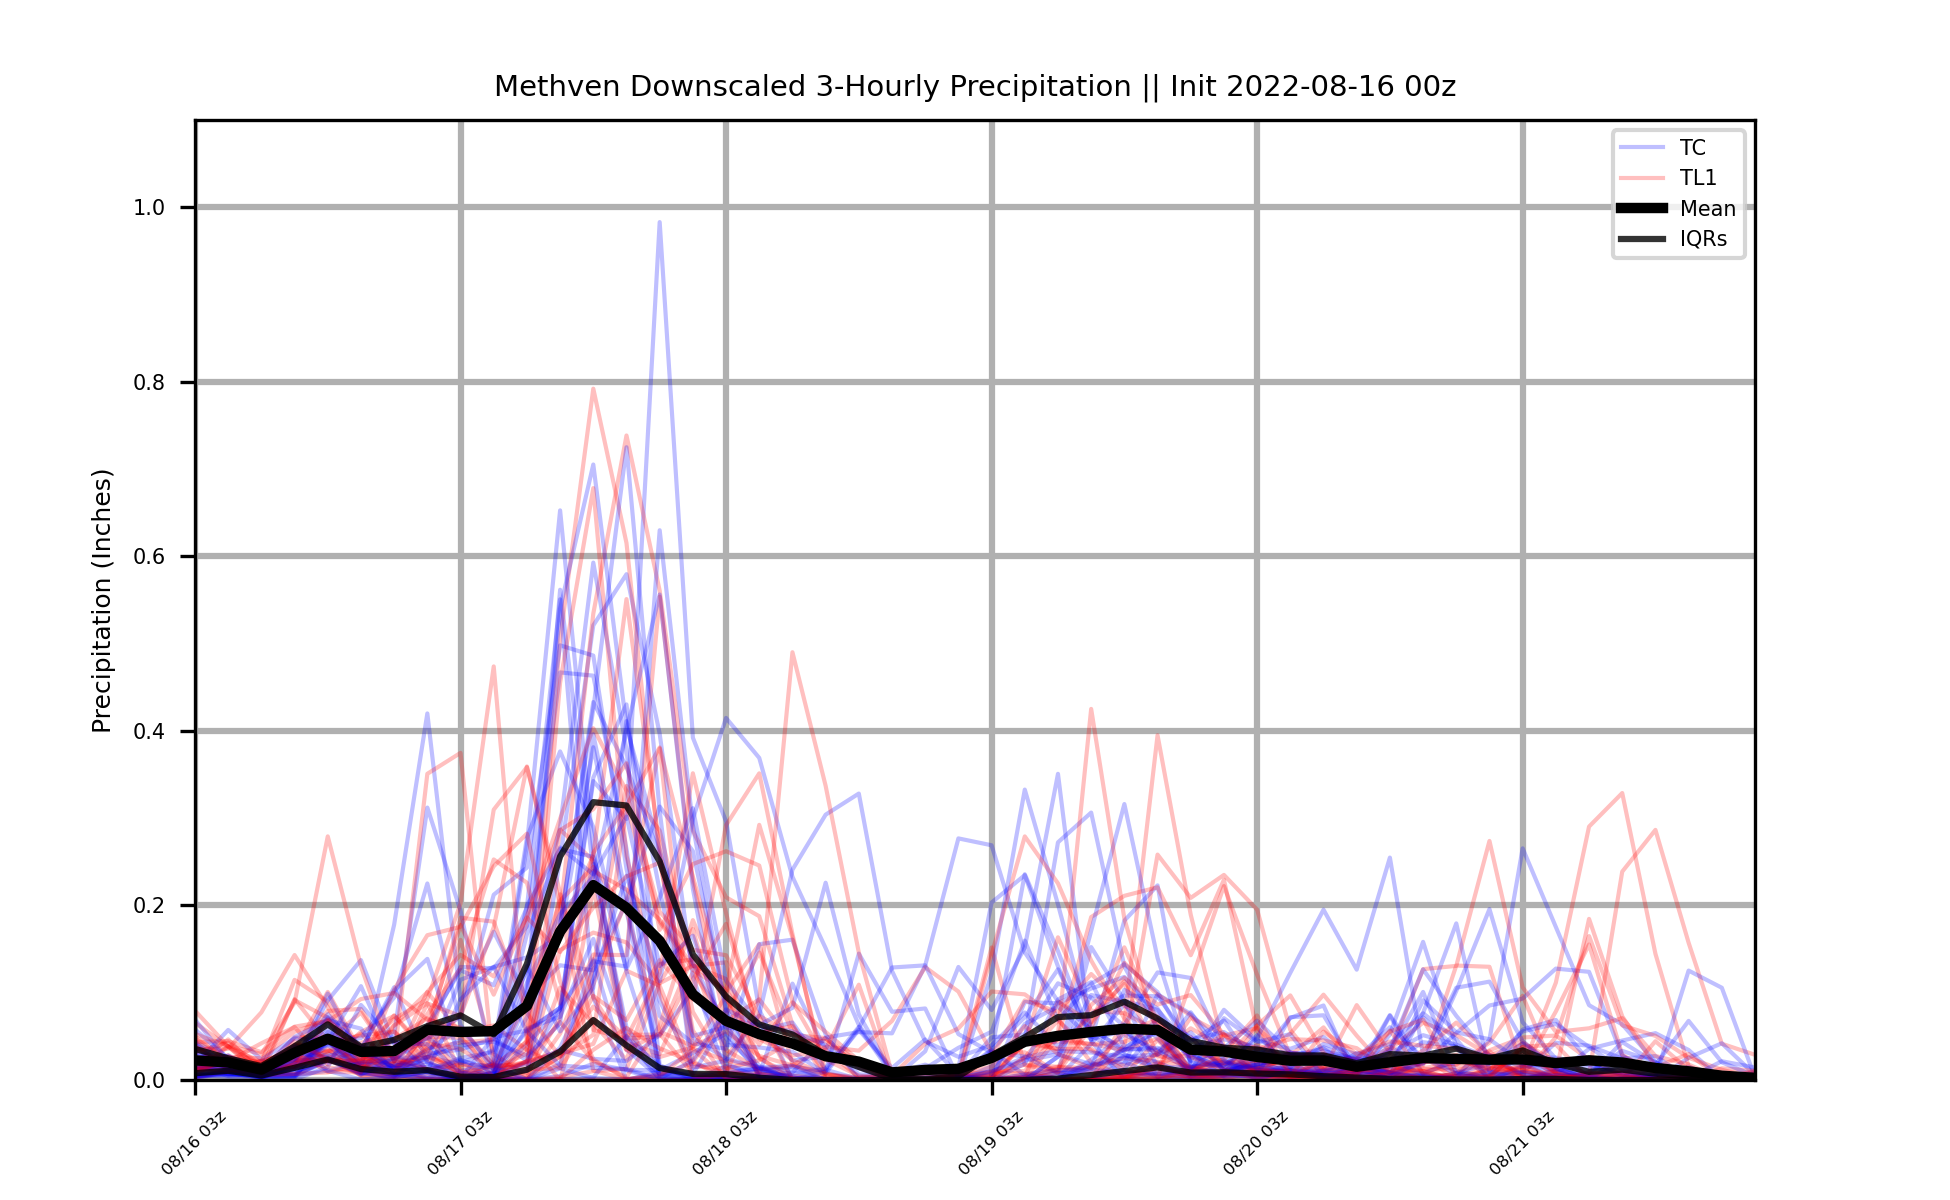 Methven Downscaled 3-Hourly Precipitation || Init 2022-08-16 00z
TC
TL1
Mean
IQRs
Precipitation (Inches)
1.0
0.8
0.6
0.4
0.2
0.0
08/16 03z
08/17 03z
08/18 03z
08/19 03z
08/20 03z
08/21 03z